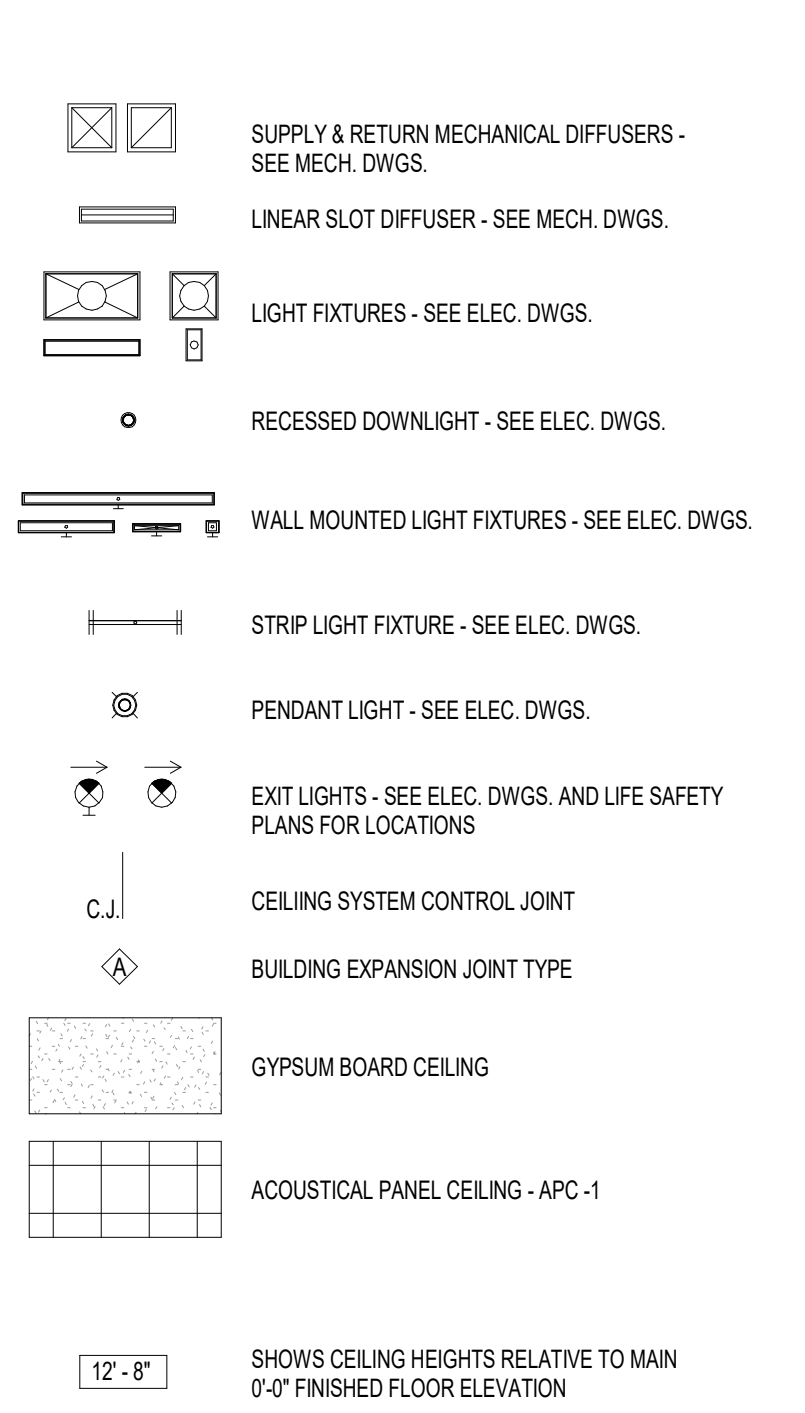 SUPPLY & RETURN MECHANICAL DIFFUSERS -
SEE MECH. DWGS.
LINEAR SLOT DIFFUSER - SEE MECH. DWGS.
LIGHT FIXTURES - SEE ELEC. DWGS.
RECESSED DOWNLIGHT - SEE ELEC. DWGS.
WALL MOUNTED LIGHT FIXTURES - SEE ELEC. DWGS.
STRIP LIGHT FIXTURE - SEE ELEC. DWGS.
PENDANT LIGHT - SEE ELEC. DWGS.
EXIT LIGHTS - SEE ELEC. DWGS. AND LIFE SAFETY
PLANS FOR LOCATIONS
C.J. CEILIING SYSTEM CONTROL JOINT
A BUILDING EXPANSION JOINT TYPE
GYPSUM BOARD CEILING
ACOUSTICAL PANEL CEILING - APC -1
12' - 8" SHOWS CEILING HEIGHTS RELATIVE TO MAIN
0'-0" FINISHED FLOOR ELEVATION